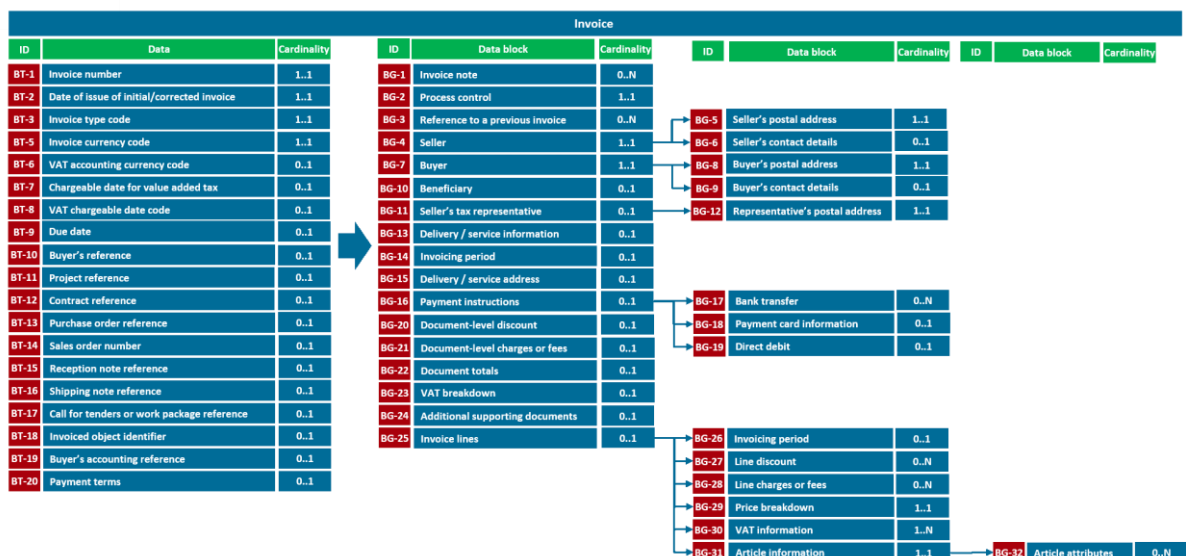 Invoice
ID Data Cardinality
BT-1 Invoice number 1..1
BT-2 Date of issue of initial/corrected invoice 1..1
BT-3 Invoice type code 1..1
BT-5 Invoice currency code 1..1
BT-6 VAT accounting currency code 0..1
BT-7 Chargeable date for value added tax 0..1
BT-8 VAT chargeable date code 0..1
BT-9 Due date 0..1
BT-10 Buyer's reference 0..1
BT-11 Project reference 0..1
BT-12 Contract reference 0..1
BT-13 Purchase order reference 0..1
BT-14 Sales order number 0..1
BT-15 Reception note reference 0..1
BT-16 Shipping note reference 0..1
BT-17 Call for tenders or work package reference 0..1
BT-18 Invoiced object identifier 0..1
BT-19 Buyer's accounting reference 0..1
BT-20 Payment terms 0..1
ID Data block Cardinality
BG-1 Invoice note 0..N
BG-2 Process control 1..1
BG-3 Reference to a previous invoice 0..N
BG-4 Seller 1..1
BG-7 Buyer 1..1
BG-10 Beneficiary 0..1
BG-11 Seller's tax representative 0..1
BG-13 Delivery / service information 0..1
BG-14 Invoicing period 0..1
BG-15 Delivery / service address 0..1
BG-16 Payment instructions 0..1
BG-20 Document-level discount 0..1
BG-21 Document-level charges or fees 0..1
BG-22 Document totals 0..1
BG-23 VAT breakdown 0..1
BG-24 Additional supporting documents 0..1
BG-25 Invoice lines 0..1
ID Data block Cardinality
BG-5 Seller's postal address 1..1
BG-6 Seller's contact details 0..1
BG-8 Buyer's postal address 1..1
BG-9 Buyer's contact details 0..1
BG-12 Representative's postal address 1..1
BG-17 Bank transfer 0..N
BG-18 Payment card information 0..1
BG-19 Direct debit 0..1
BG-26 Invoicing period 0..1
BG-27 Line discount 0..N
BG-28 Line charges or fees 0..N
BG-29 Price breakdown 1..1
BG-30 VAT information 1..N
BG-31 Article information 1..1
ID Data block Cardinality
BG-32 Article attributes 0..N